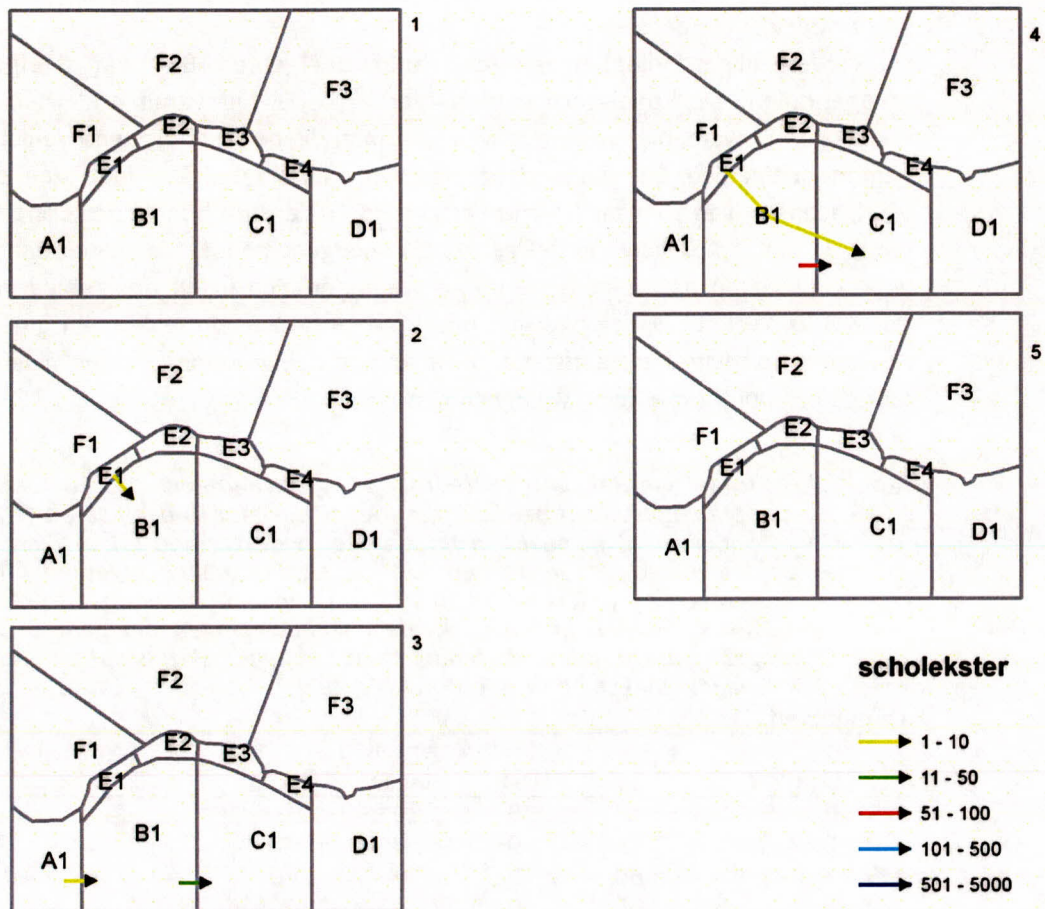 1
F2
F3
F1
E2
E3
E1
E4
A1
B1
C1
D1
2
F2
F3
F1
E2
E3
E1
E4
A1
B1
C1
D1
3
F2
F3
F1
E2
E3
E1
E4
A1
B1
C1
D1
4
F2
F3
F1
E2
E3
E1
E4
A1
B1
C1
D1
5
F2
F3
F1
E2
E3
E1
E4
A1
B1
C1
D1
scholekster
1 - 10
11 - 50
51 - 100
101 - 500
501 - 5000